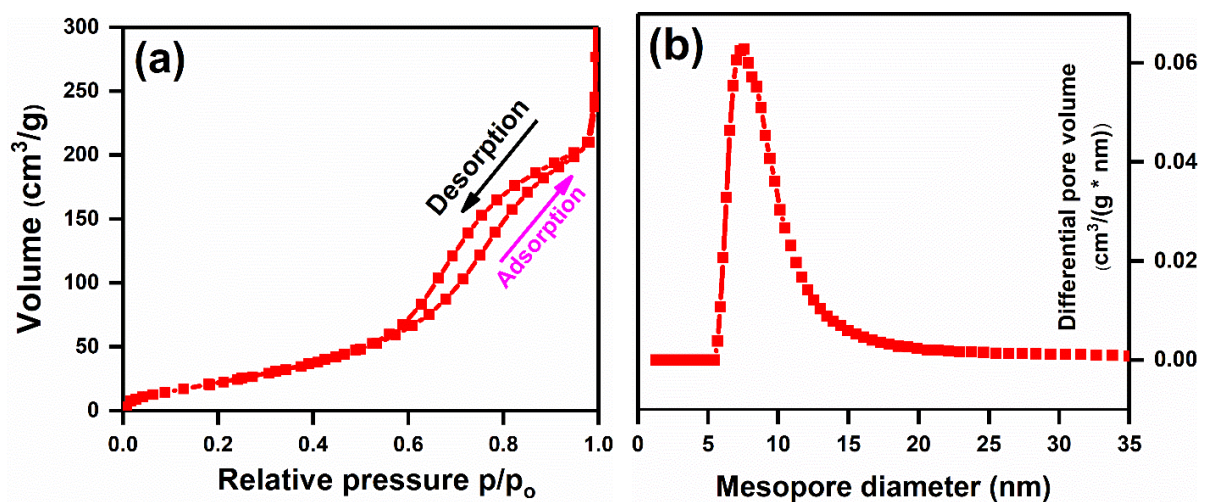 (a)
Volume (cm³/g)
300
250
200
150
100
50
0
Desorption
Adsorption
0.0 0.2 0.4 0.6 0.8 1.0
Relative pressure p/pₒ
(b)
Differential pore volume
(cm³/(g * nm))
0.06
0.04
0.02
0.00
0 5 10 15 20 25 30 35
Mesopore diameter (nm)